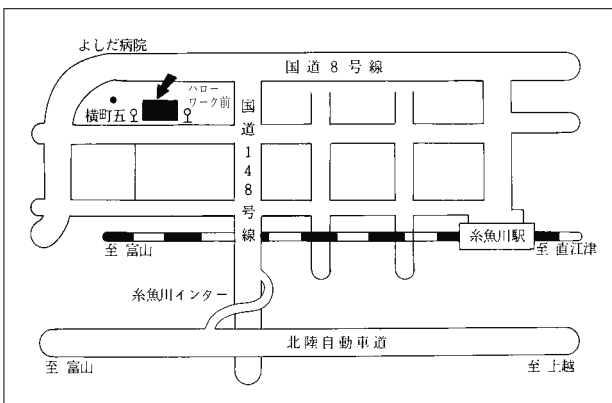 よしだ病院
国道8号線
ハロー
ワーク前
横町五
国道148号線
糸魚川駅
至 富山
至 直江津
糸魚川インター
北陸自動車道
至 富山
至 上越